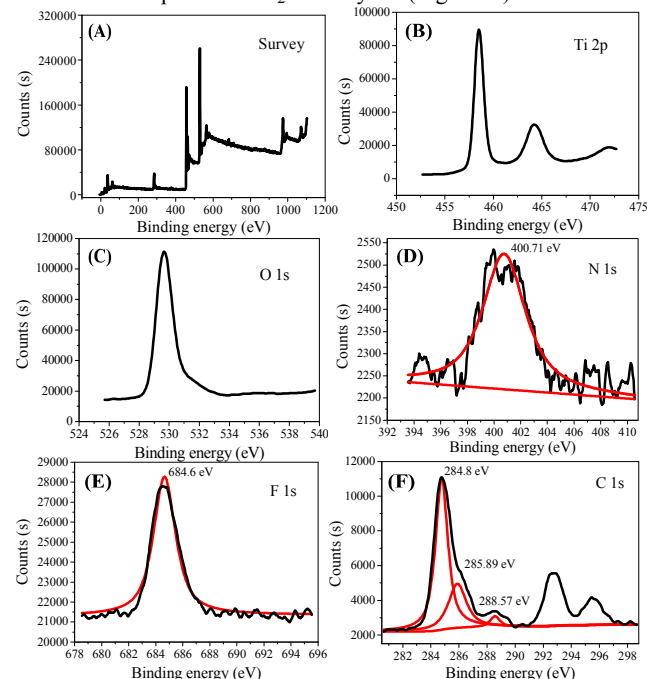 (A)
Survey
320000
240000
160000
80000
0
0 200 400 600 800 1000 1200
Counts (s)
Binding energy (eV)
(B)
Ti 2p
100000
80000
60000
40000
20000
0
450 455 460 465 470 475
Counts (s)
Binding energy (eV)
(C)
O 1s
120000
100000
80000
60000
40000
20000
0
524 526 528 530 532 534 536 538 540
Counts (s)
Binding energy (eV)
(D)
N 1s
400.71 eV
2550
2500
2450
2400
2350
2300
2250
2200
2150
392 394 396 398 400 402 404 406 408 410
Counts (s)
Binding energy (eV)
(E)
F 1s
684.6 eV
29000
28000
27000
26000
25000
24000
23000
22000
21000
20000
678 680 682 684 686 688 690 692 694 696
Counts (s)
Binding energy (eV)
(F)
C 1s
284.8 eV
285.89 eV
288.57 eV
12000
10000
8000
6000
4000
2000
282 284 286 288 290 292 294 296 298
Counts (s)
Binding energy (eV)